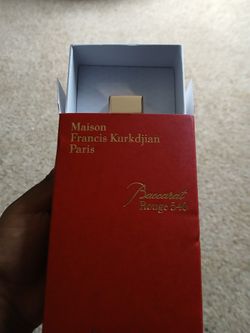 Maison
Francis Kurkdjian
Paris
Baccarat
Rouge 540